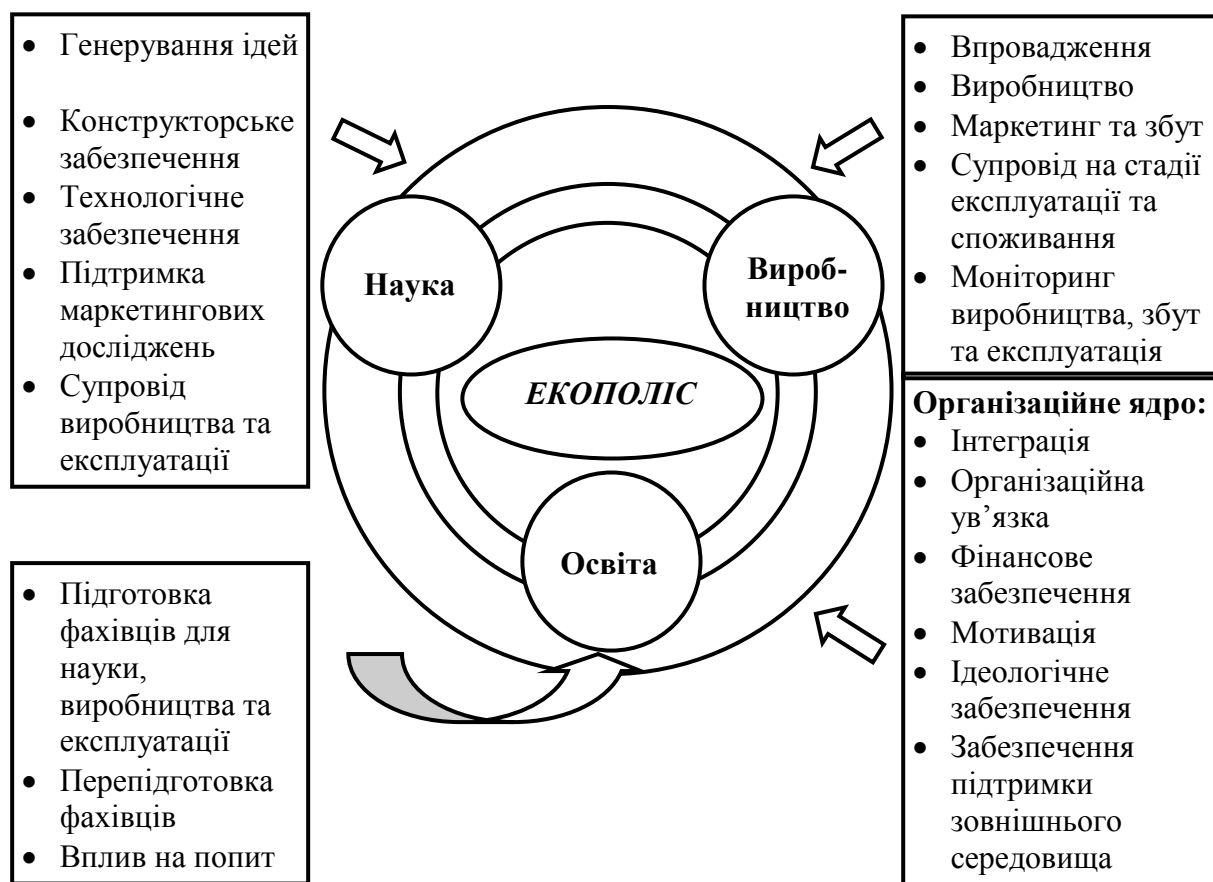 • Генерування ідей
• Конструкторське
забезпечення
• Технологічне
забезпечення
• Підтримка
маркетингових
досліджень
• Супровід
виробництва та
експлуатації
• Впровадження
• Виробництво
• Маркетинг та збут
• Супровід на стадії
експлуатації та
споживання
• Моніторинг
виробництва, збут
та експлуатація
Наука
Вироб-
ництво
ЕКОПОЛІС
Освіта
• Підготовка
фахівців для
науки,
виробництва та
експлуатації
• Перепідготовка
фахівців
• Вплив на попит
Організаційне ядро:
• Інтеграція
• Організаційна
ув’язка
• Фінансове
забезпечення
• Мотивація
• Ідеологічне
забезпечення
• Забезпечення
підтримки
зовнішнього
середовища